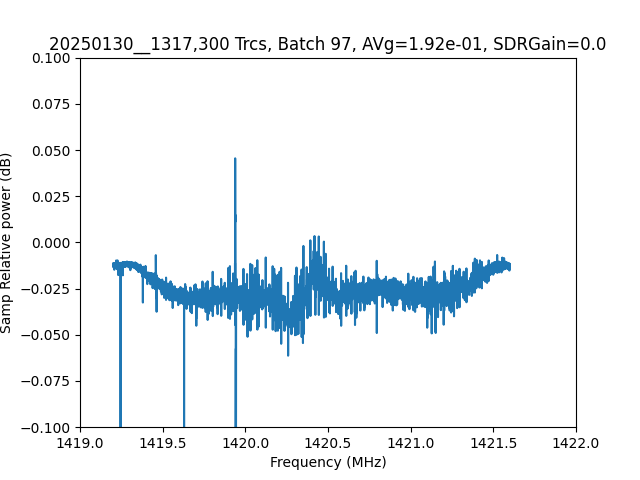 20250130__1317,300 Trcs, Batch 97, AVg=1.92e-01, SDRGain=0.0
Samp Relative power (dB)
0.100
0.075
0.050
0.025
0.000
−0.025
−0.050
−0.075
−0.100
1419.0 1419.5 1420.0 1420.5 1421.0 1421.5 1422.0
Frequency (MHz)